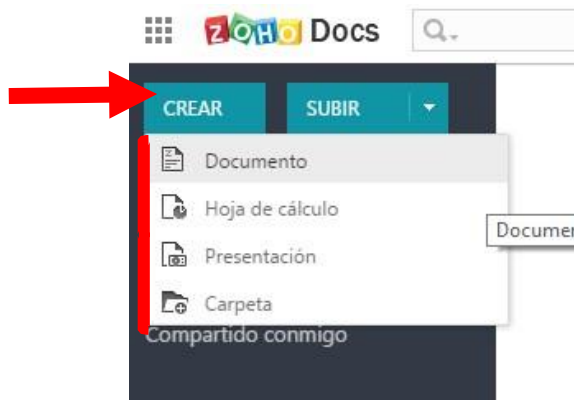 ZOHO Docs
CREAR SUBIR
Documento
Hoja de cálculo
Documen
Presentación
Carpeta
Compartido conmigo